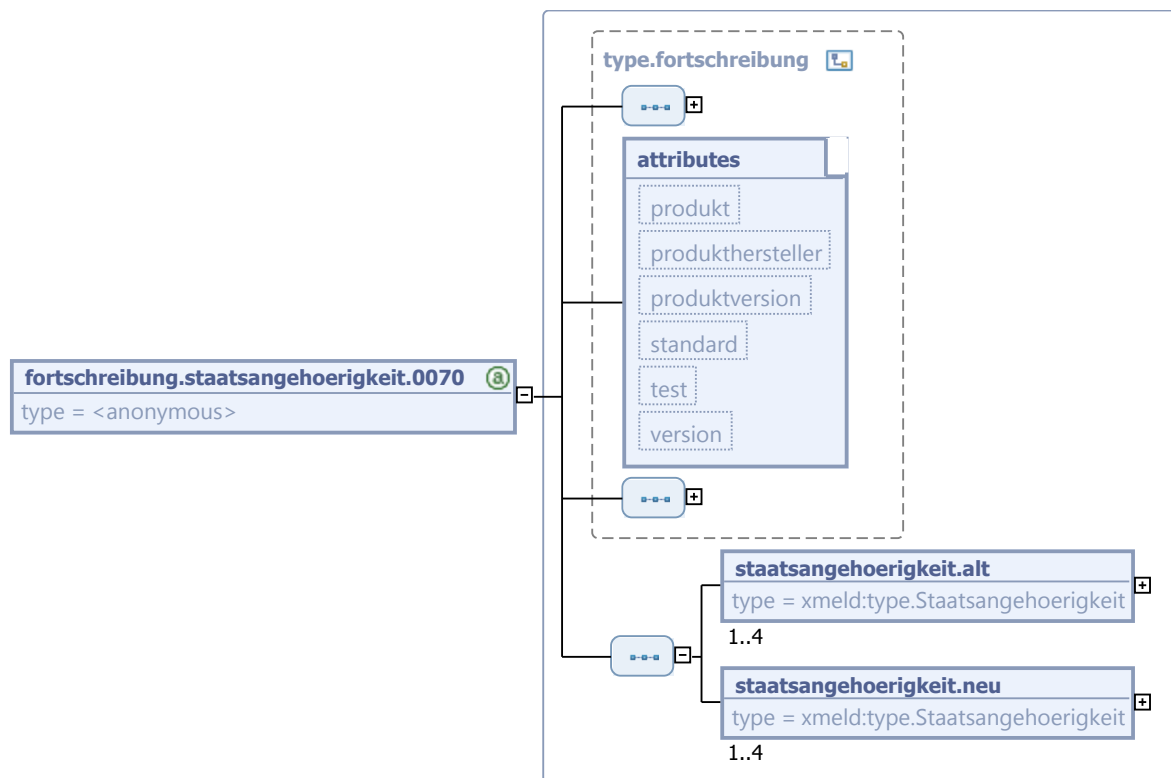 type.fortschreibung
attributes
produkt
produkthersteller
produktversion
standard
test
version
fortschreibung.staatsangehoerigkeit.0070 a
type = <anonymous>
staatsangehoerigkeit.alt
type = xmeld:type.Staatsangehoerigkeit
1..4
staatsangehoerigkeit.neu
type = xmeld:type.Staatsangehoerigkeit
1..4